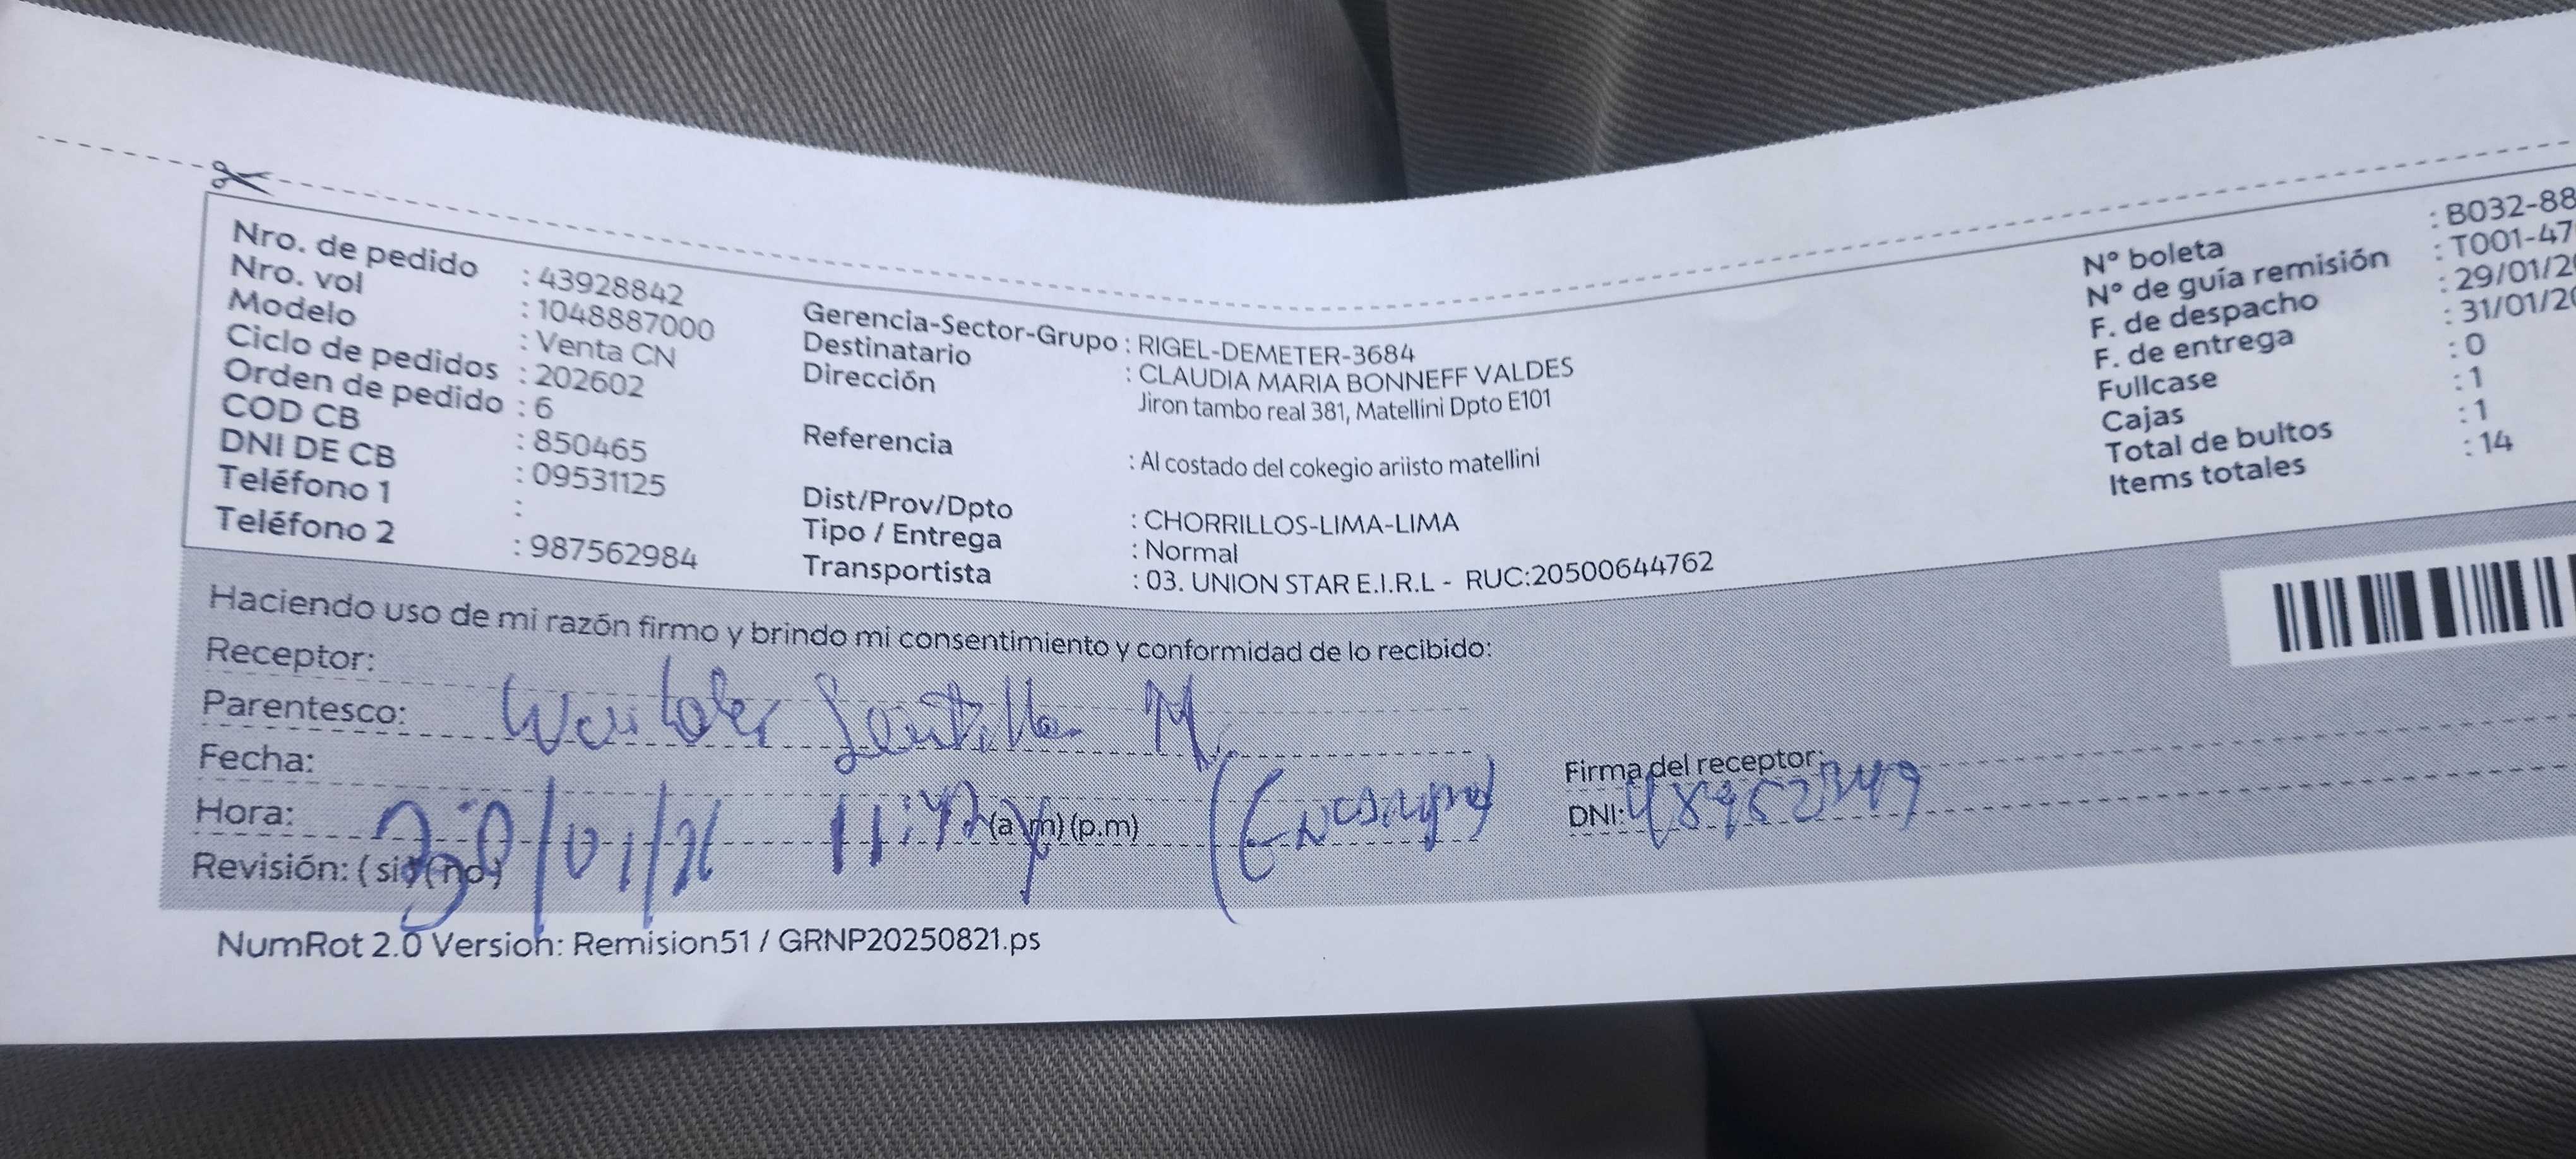 Nro. de pedido : 43928842
Nro. vol : 1048887000
Modelo : Venta CN
Ciclo de pedidos : 202602
Orden de pedido : 6
COD CB : 850465
DNI DE CB : 09531125
Teléfono 1 :
Teléfono 2 : 987562984
Gerencia-Sector-Grupo : RIGEL-DEMETER-3684
Destinatario : CLAUDIA MARIA BONNEFF VALDES
Dirección Jiron tambo real 381, Matellini Dpto E101
Referencia : Al costado del cokegio ariisto matellini
Dist/Prov/Dpto : CHORRILLOS-LIMA-LIMA
Tipo / Entrega : Normal
Transportista : 03. UNION STAR E.I.R.L - RUC:20500644762
N° boleta : B032-88
N° de guía remisión : T001-47
F. de despacho : 29/01/20
F. de entrega : 31/01/20
Fullcase : 0
Cajas : 1
Total de bultos : 1
Items totales : 14
Haciendo uso de mi razón firmo y brindo mi consentimiento y conformidad de lo recibido:
Receptor:
Parentesco:
Fecha:
Hora: (a.m) (p.m)
Revisión: ( si) ( no )
Firma del receptor:
DNI:
NumRot 2.0 Version: Remision51 / GRNP20250821.ps